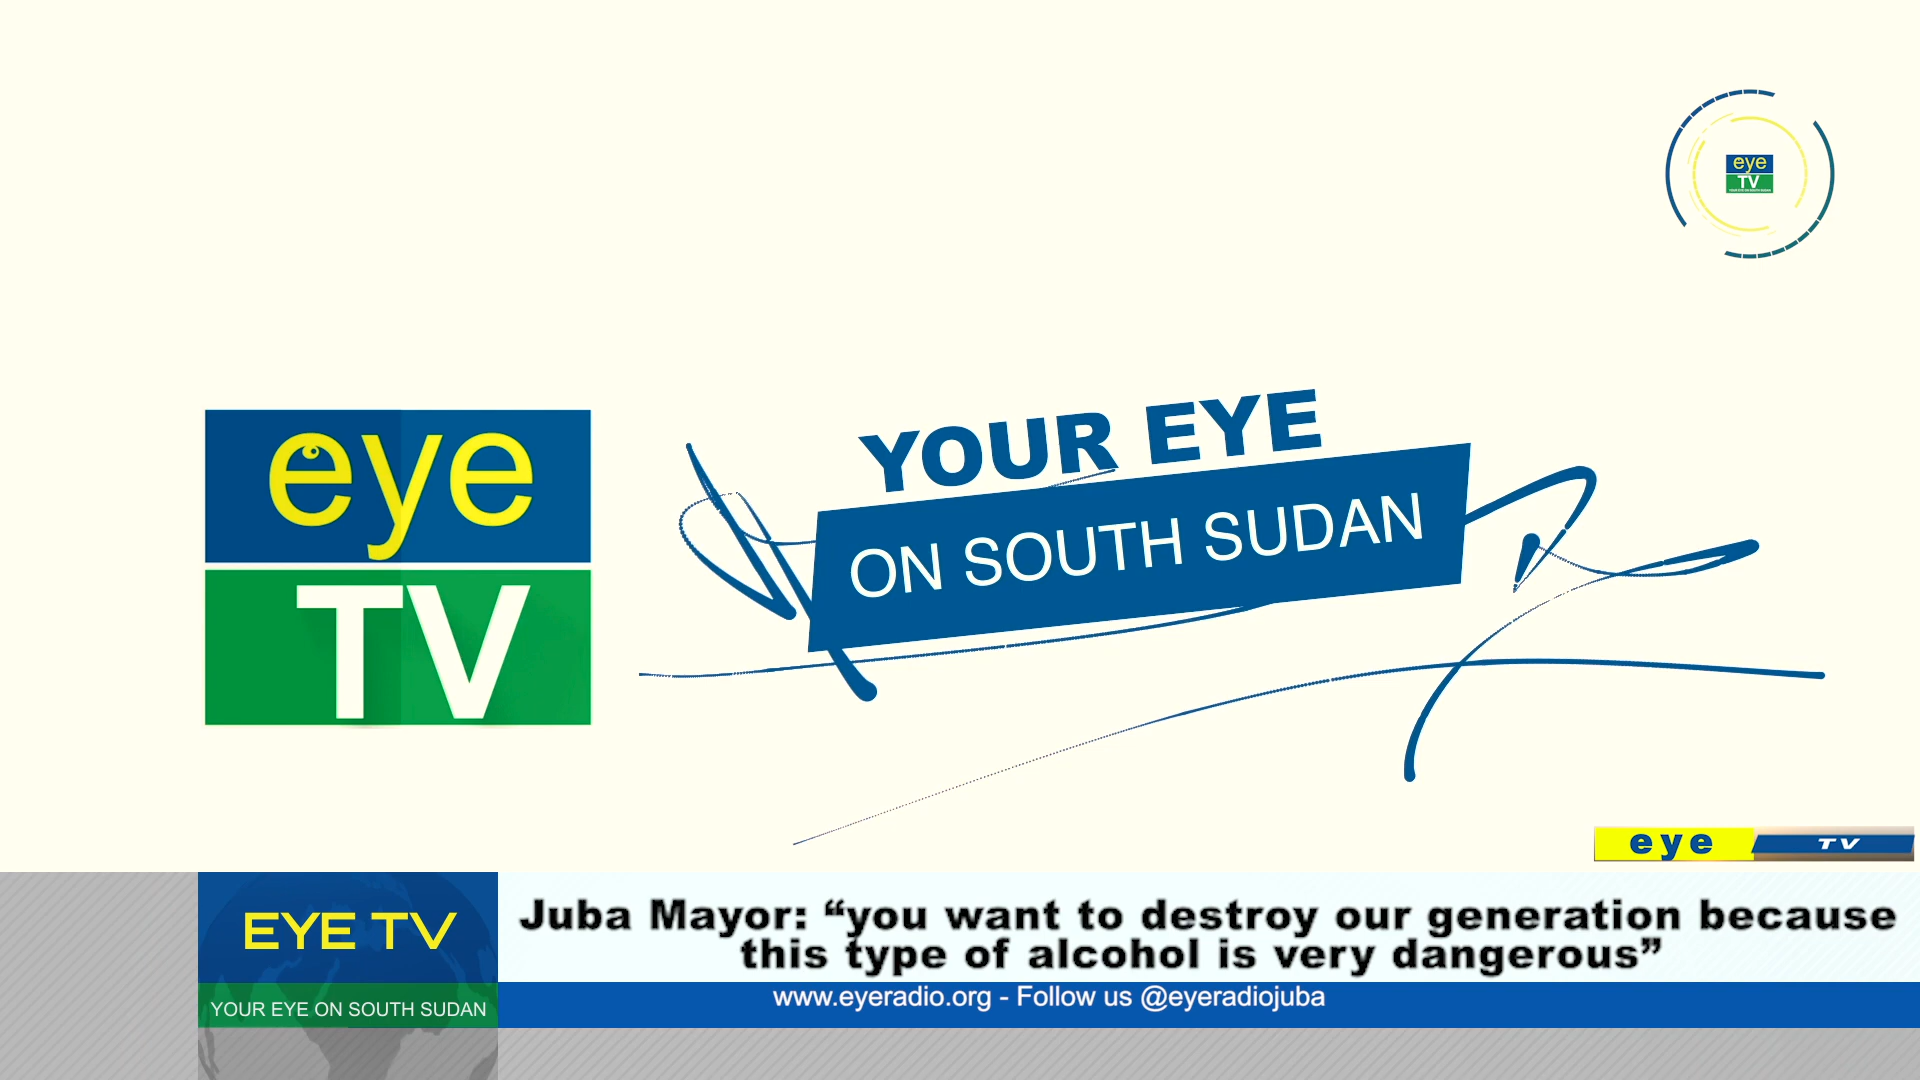 eye
TV
YOUR EYE
ON SOUTH SUDAN
eye
TV
eye
TV
EYE TV
YOUR EYE ON SOUTH SUDAN
Juba Mayor: “you want to destroy our generation because
this type of alcohol is very dangerous”
www.eyeradio.org - Follow us @eyeradiojuba